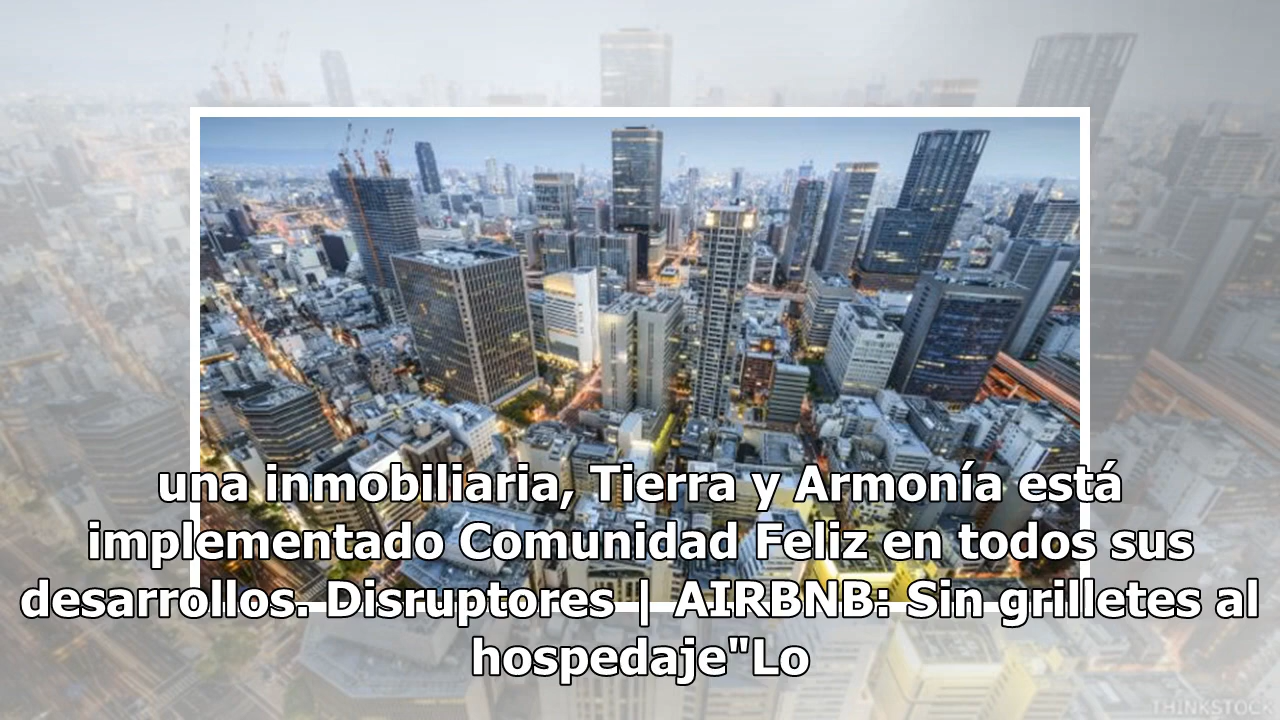 una inmobiliaria, Tierra y Armonía está
implementado Comunidad Feliz en todos sus
desarrollos. Disruptores | AIRBNB: Sin grilletes al
hospedaje"Lo
THINKSTOCK